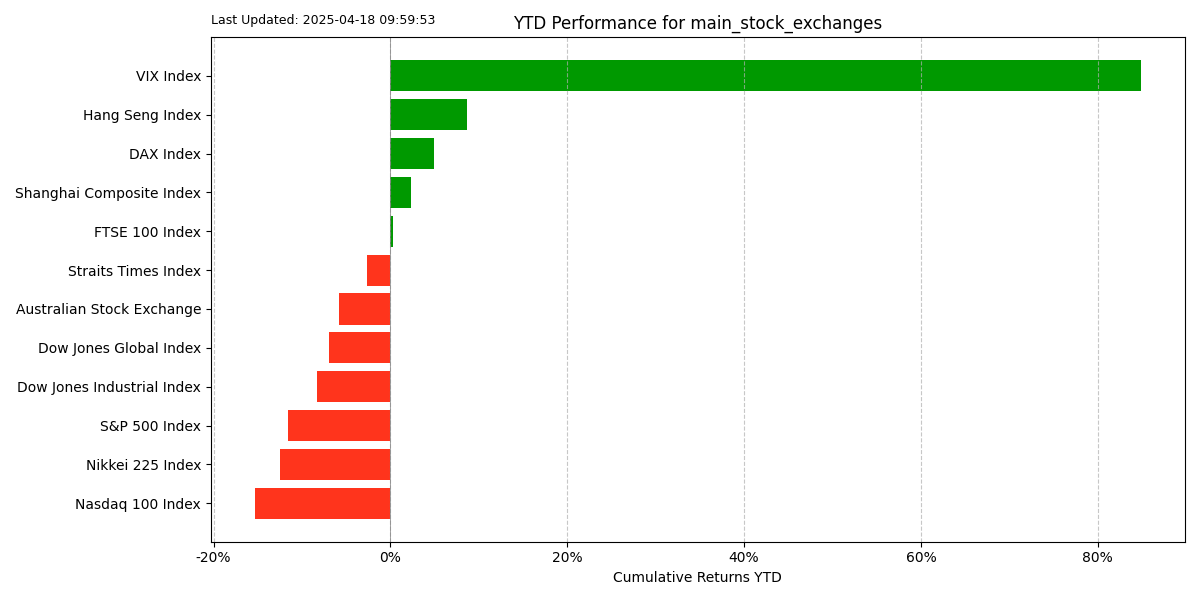 Last Updated: 2025-04-18 09:59:53
YTD Performance for main_stock_exchanges
VIX Index
Hang Seng Index
DAX Index
Shanghai Composite Index
FTSE 100 Index
Straits Times Index
Australian Stock Exchange
Dow Jones Global Index
Dow Jones Industrial Index
S&P 500 Index
Nikkei 225 Index
Nasdaq 100 Index
-20% 0% 20% 40% 60% 80%
Cumulative Returns YTD